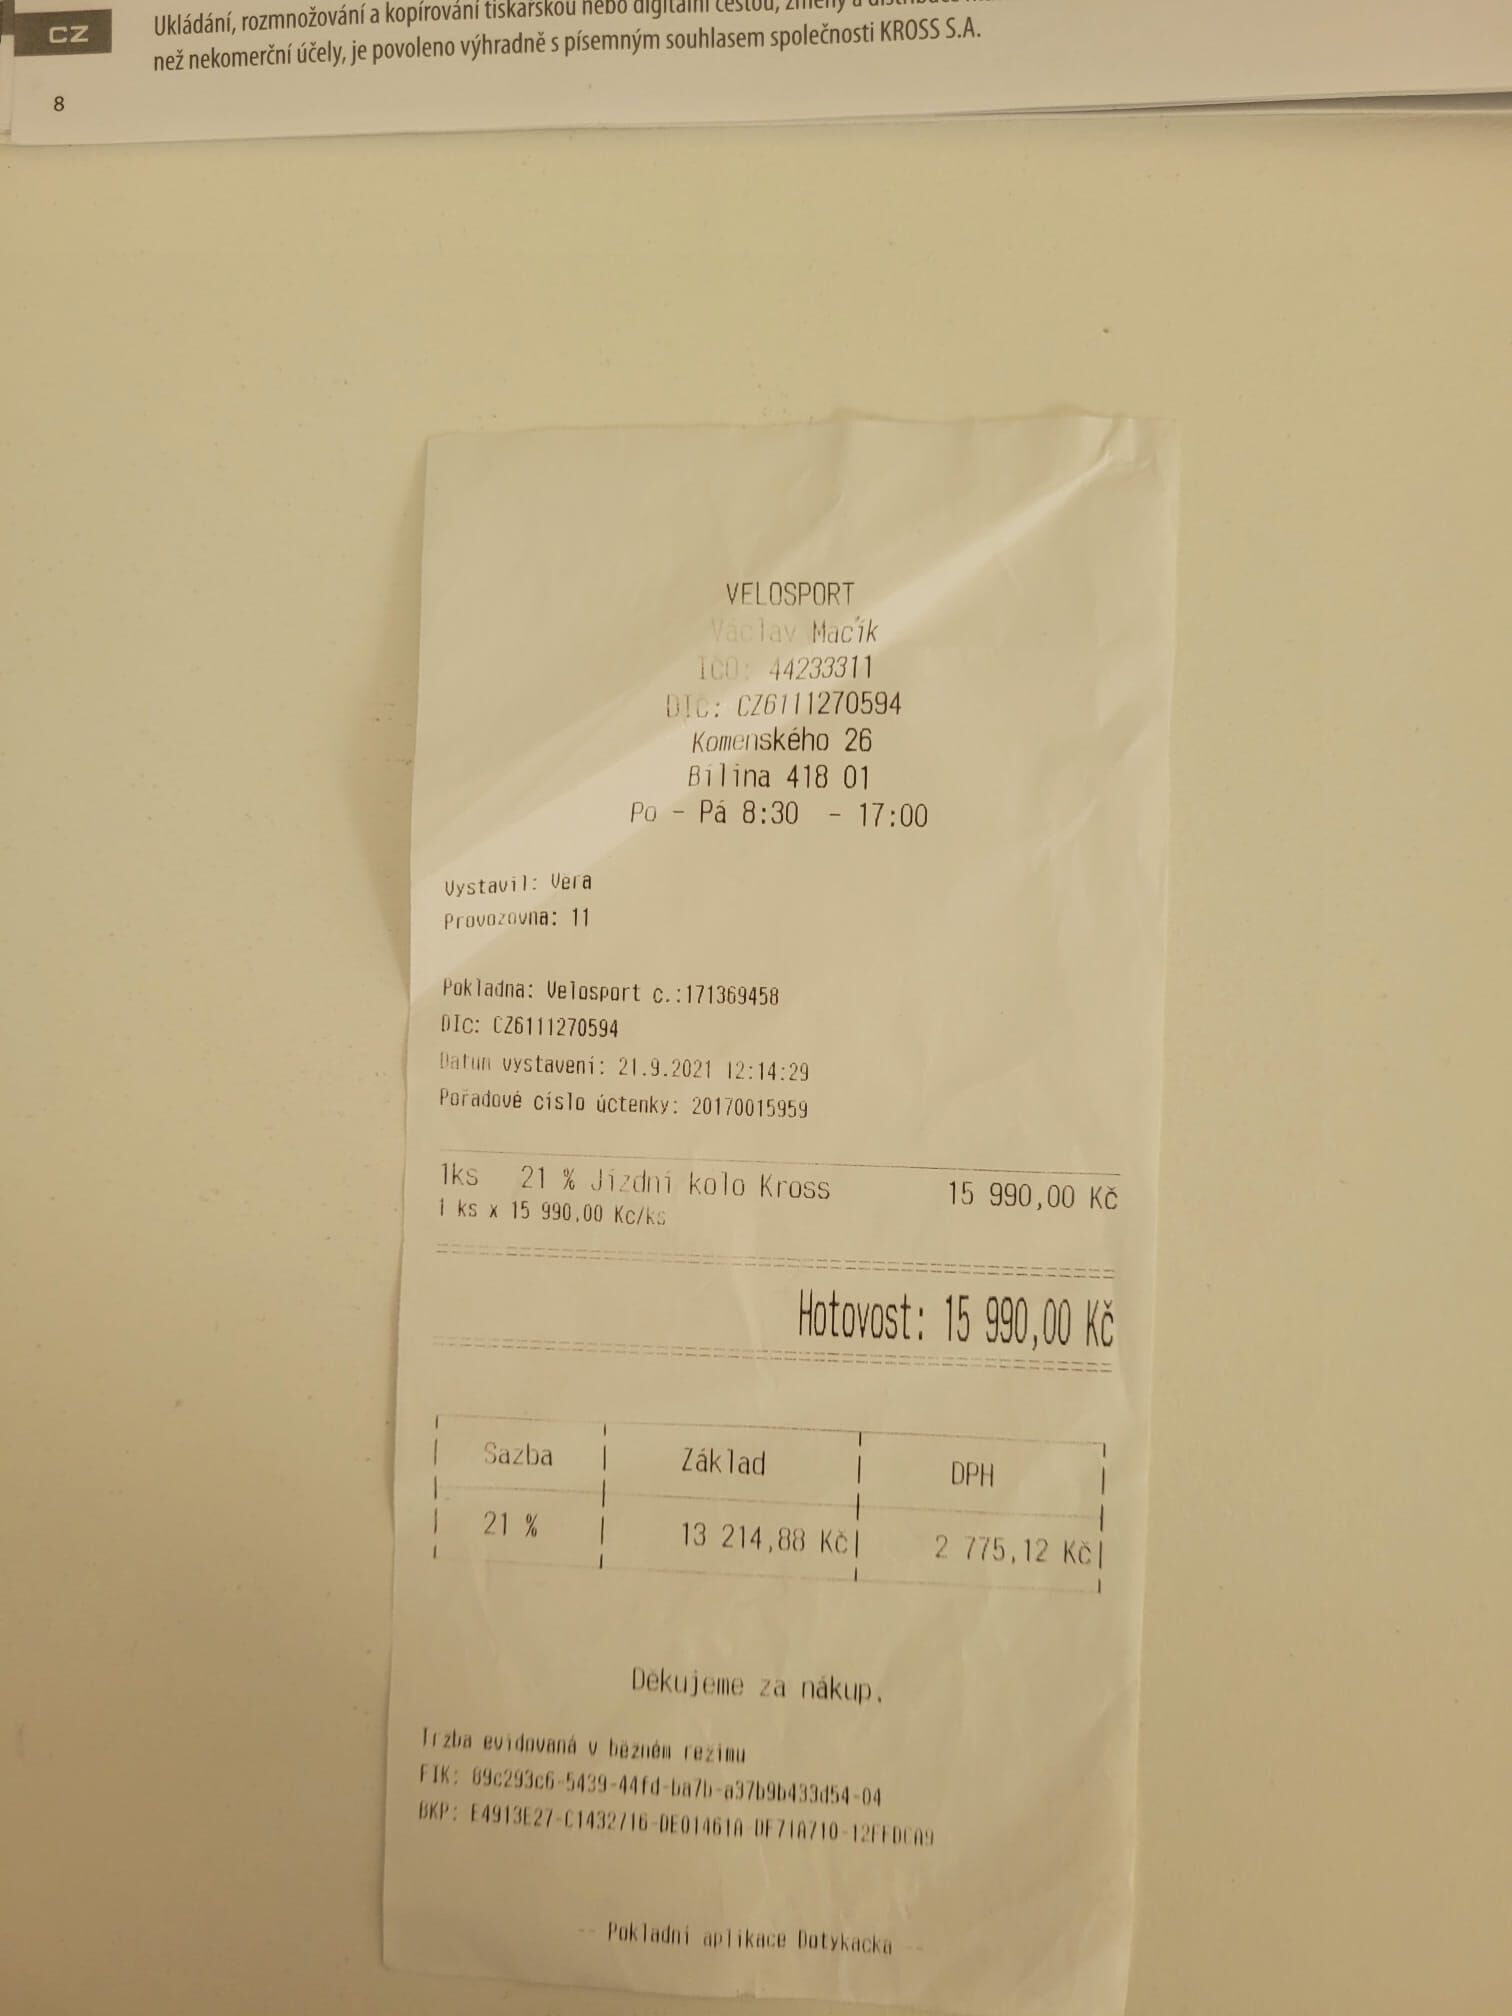 CZ
Ukládání, rozmnožování a kopírování tiskařskou nebo digitální cestou, změny a
než nekomerční účely, je povoleno výhradně s písemným souhlasem společnosti KROSS S.A.
8
VELOSPORT
Václav Macík
IČO: 44233311
DIČ: CZ6111270594
Komenského 26
Bílina 418 01
Po - Pá 8:30 - 17:00
Vystavil: Věra
Provozovna: 11
Pokladna: Velosport č.:171369458
DIČ: CZ6111270594
Datum vystavení: 21.9.2021 12:14:29
Pořadové číslo účtenky: 20170015959
1ks 21 % Jízdní kolo Kross 15 990,00 Kč
1 ks x 15 990,00 Kč/ks
Hotovost: 15 990,00 Kč
Sazba Základ DPH
21 % 13 214,88 Kč 2 775,12 Kč
Děkujeme za nákup.
Tržba evidovaná v běžném režimu
FIK: 09c293c6-5439-44fd-ba7b-a37b9b433d54-04
BKP: E4913E27-C1432716-DE01461A-DF71A710-12FFDCA9
-- Pokladní aplikace Dotykačka --